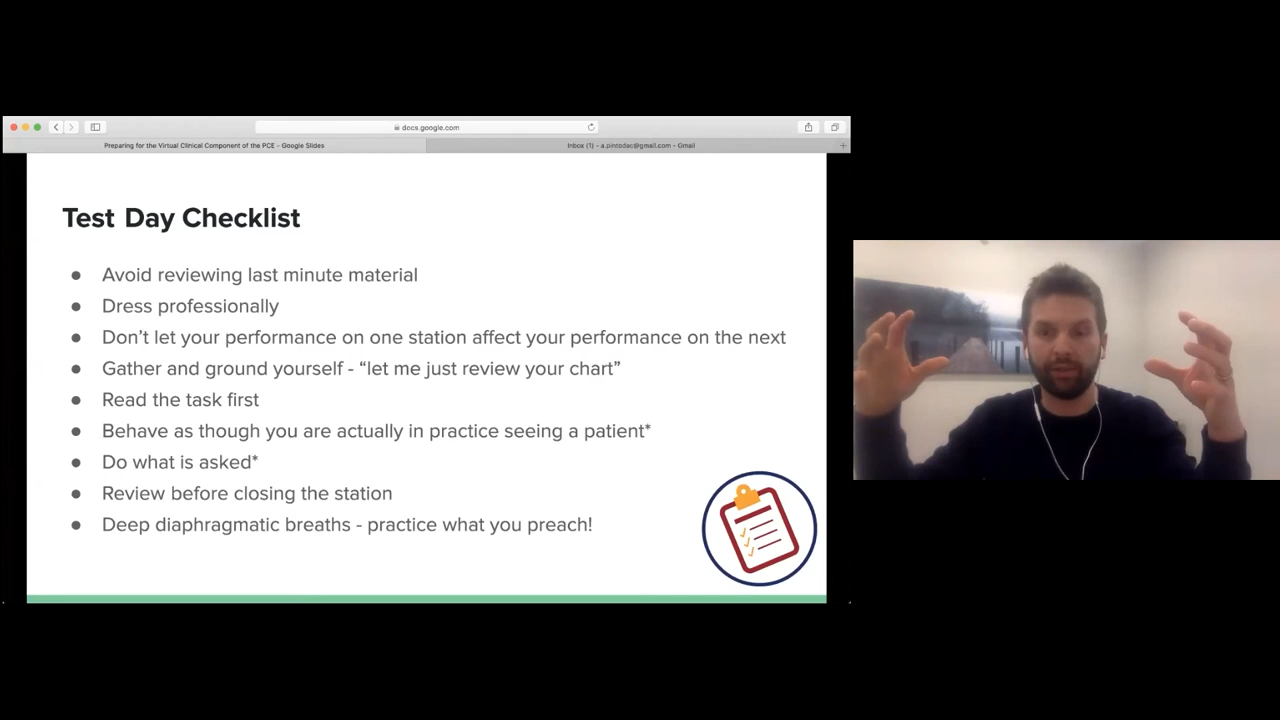 docs.google.com
Preparing for the Virtual Clinical Component of the PCE - Google Slides
Inbox (1) - a.pintodac@gmail.com - Gmail
Test Day Checklist
● Avoid reviewing last minute material
● Dress professionally
● Don’t let your performance on one station affect your performance on the next
● Gather and ground yourself - “let me just review your chart”
● Read the task first
● Behave as though you are actually in practice seeing a patient*
● Do what is asked*
● Review before closing the station
● Deep diaphragmatic breaths - practice what you preach!